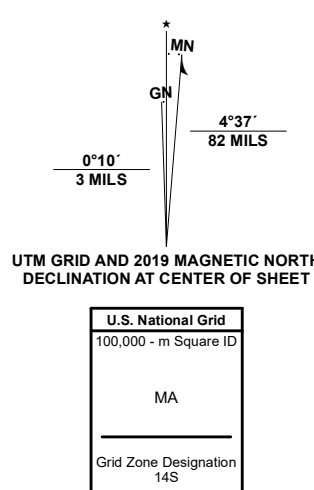 ★
MN
GN
4°37´
82 MILS
0°10´
3 MILS
UTM GRID AND 2019 MAGNETIC NORTH
DECLINATION AT CENTER OF SHEET
U.S. National Grid
100,000 - m Square ID
MA
Grid Zone Designation
14S